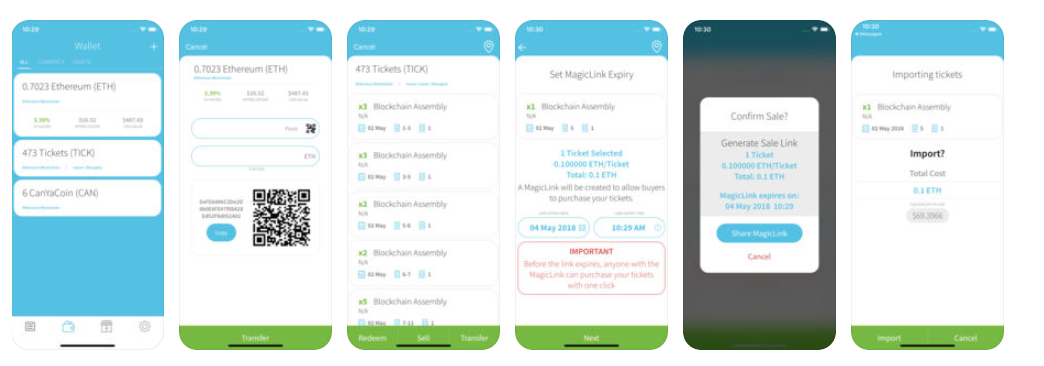 10:29
Wallet
+
ALL CURRENCY ASSETS
0.7023 Ethereum (ETH)
Ethereum Blockchain
3.39% $16.52 $487.43
473 Tickets (TICK)
Ethereum Blockchain
6 CanYaCoin (CAN)
Ethereum Blockchain
10:29
Cancel
0.7023 Ethereum (ETH)
Ethereum Blockchain
3.39% $16.52 $487.43
Paste
ETH
Copy
Transfer
10:29
Cancel
473 Tickets (TICK)
x3 Blockchain Assembly
N/A
02 May 1-3 1
x3 Blockchain Assembly
N/A
02 May 3-5 1
x2 Blockchain Assembly
N/A
02 May 5-6 1
x2 Blockchain Assembly
N/A
02 May 6-7 1
x5 Blockchain Assembly
N/A
02 May 7-11 1
Redeem Sell Transfer
10:30
Set MagicLink Expiry
x1 Blockchain Assembly
N/A
02 May 5 1
1 Ticket Selected
0.100000 ETH/Ticket
Total: 0.1 ETH
A MagicLink will be created to allow buyers
to purchase your tickets.
04 May 2018 10:29 AM
IMPORTANT
Before the link expires, anyone with the
MagicLink can purchase your tickets
with one click
Next
10:30
Confirm Sale?
Generate Sale Link
1 Ticket
0.100000 ETH/Ticket
Total: 0.1 ETH
MagicLink expires on:
04 May 2018 10:29
Share MagicLink
Cancel
10:30
Importing tickets
x1 Blockchain Assembly
N/A
02 May 2018 5 1
Import?
Total Cost
0.1 ETH
$69.3966
Import Cancel